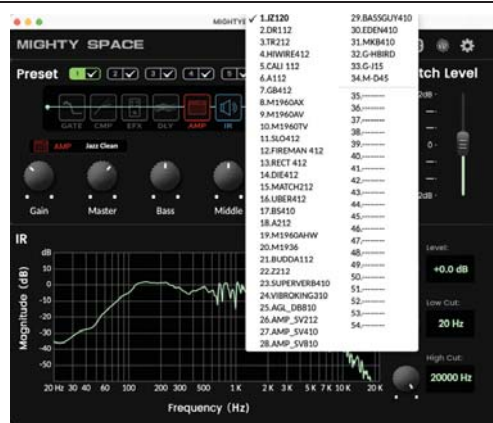 MIGHTY
MIGHTY SPACE
Preset 1 2 3 4 5
tch Level
GATE CMP EFX DLY AMP IR
AMP Jazz Clean
Gain Master Bass Middle
✓ 1.JZ120
2.DR112
3.TR212
4.HIWIRE412
5.CALI 112
6.A112
7.GB412
8.M1960AX
9.M1960AV
10.M1960TV
11.SLO412
12.FIREMAN 412
13.RECT 412
14.DIE412
15.MATCH212
16.UBER412
17.BS410
18.A212
19.M1960AHW
20.M1936
21.BUDDA112
22.Z212
23.SUPERVERB410
24.VIBROKING310
25.AGL_DB810
26.AMP_SV212
27.AMP_SV410
28.AMP_SV810
29.BASSGUY410
30.EDEN410
31.MKB410
32.G-HBIRD
33.G-J15
34.M-D45
35.--------
36.--------
37.--------
38.--------
39.--------
40.--------
41.--------
42.--------
43.--------
44.--------
45.--------
46.--------
47.--------
48.--------
49.--------
50.--------
51.--------
52.--------
53.--------
54.--------
2dB
0
2dB
IR
dB
10
0
-10
-20
-30
-40
-50
Magnitude (dB)
20 Hz 30 40 60 100 200 300 500 1 K 2 K 3 K 5 K 7 K 10 K 20 K
Frequency (Hz)
Level:
+0.0 dB
Low Cut:
20 Hz
High Cut:
20000 Hz